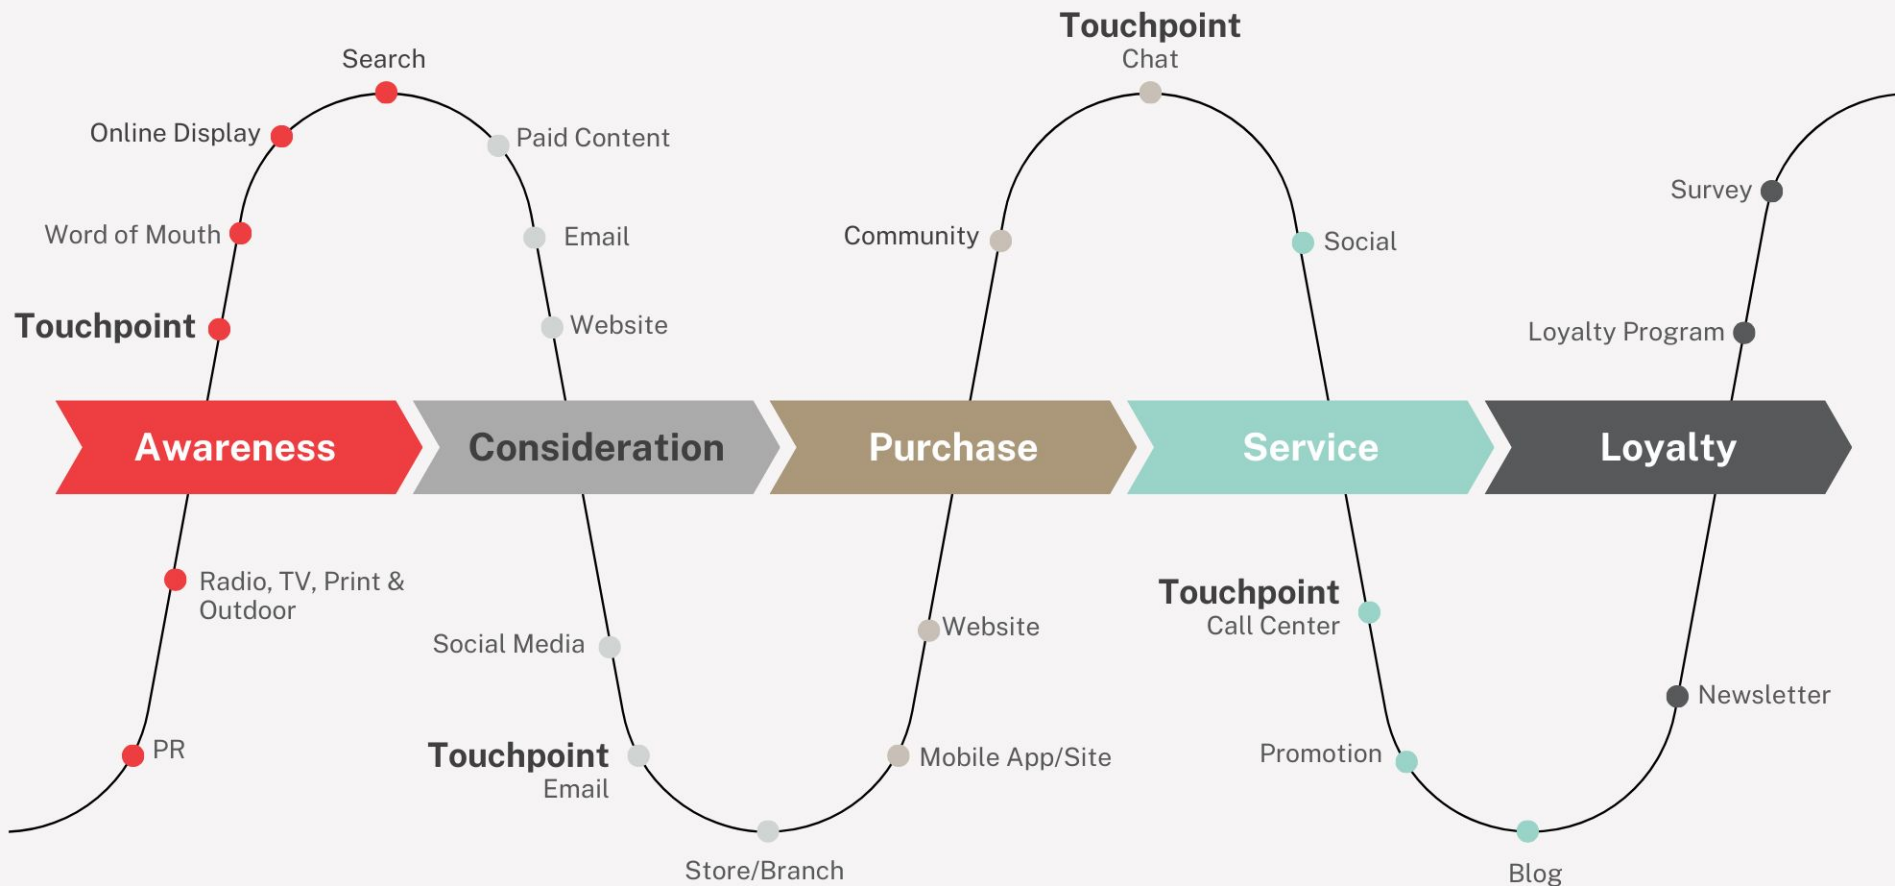 Touchpoint
Chat
Search
Online Display
Paid Content
Survey
Word of Mouth
Email
Community
Social
Touchpoint
Website
Loyalty Program
Awareness
Consideration
Purchase
Service
Loyalty
Radio, TV, Print &
Outdoor
Touchpoint
Call Center
Social Media
Website
Newsletter
PR
Touchpoint
Email
Mobile App/Site
Promotion
Store/Branch
Blog